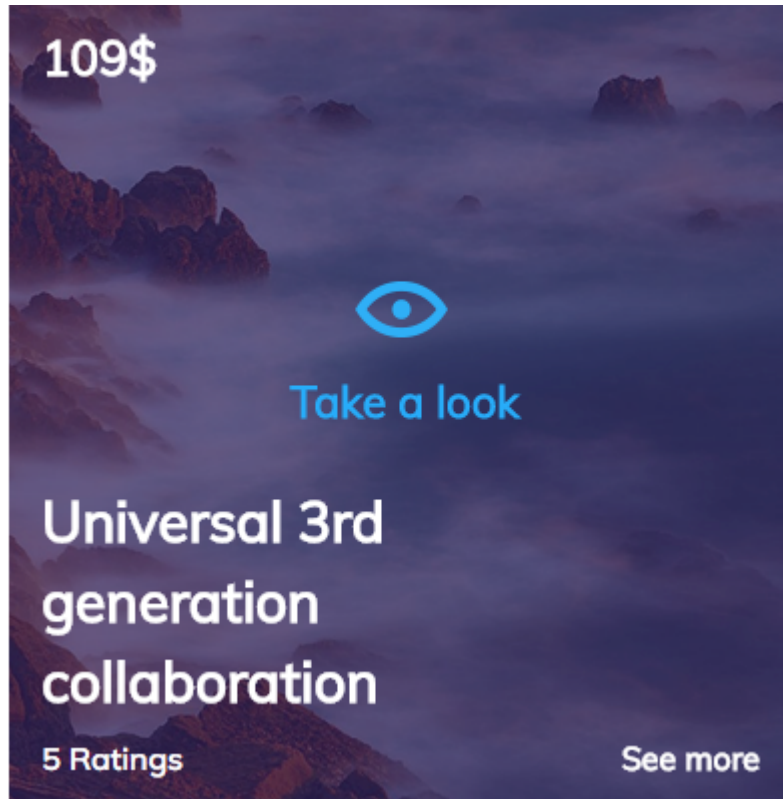 109$
Take a look
Universal 3rd
generation
collaboration
5 Ratings
See more